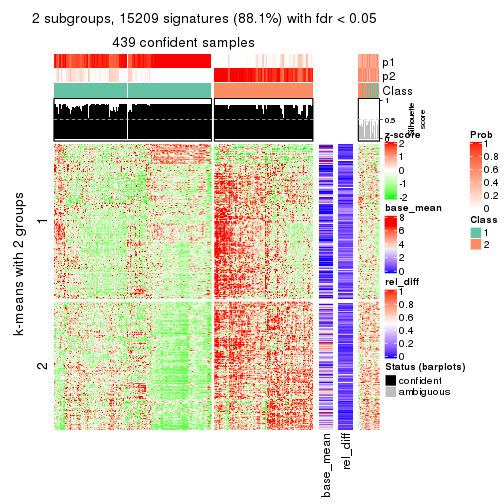 2 subgroups, 15209 signatures (88.1%) with fdr < 0.05
439 confident samples
p1
p2
Class
1
0.5
0
Silhouette
score
k-means with 2 groups
1
2
base_mean
rel_diff
z-score
2
1
0
-1
-2
base_mean
8
6
4
2
0
rel_diff
1
0.8
0.6
0.4
0.2
0
Status (barplots)
confident
ambiguous
Prob
1
0.8
0.6
0.4
0.2
0
Class
1
2